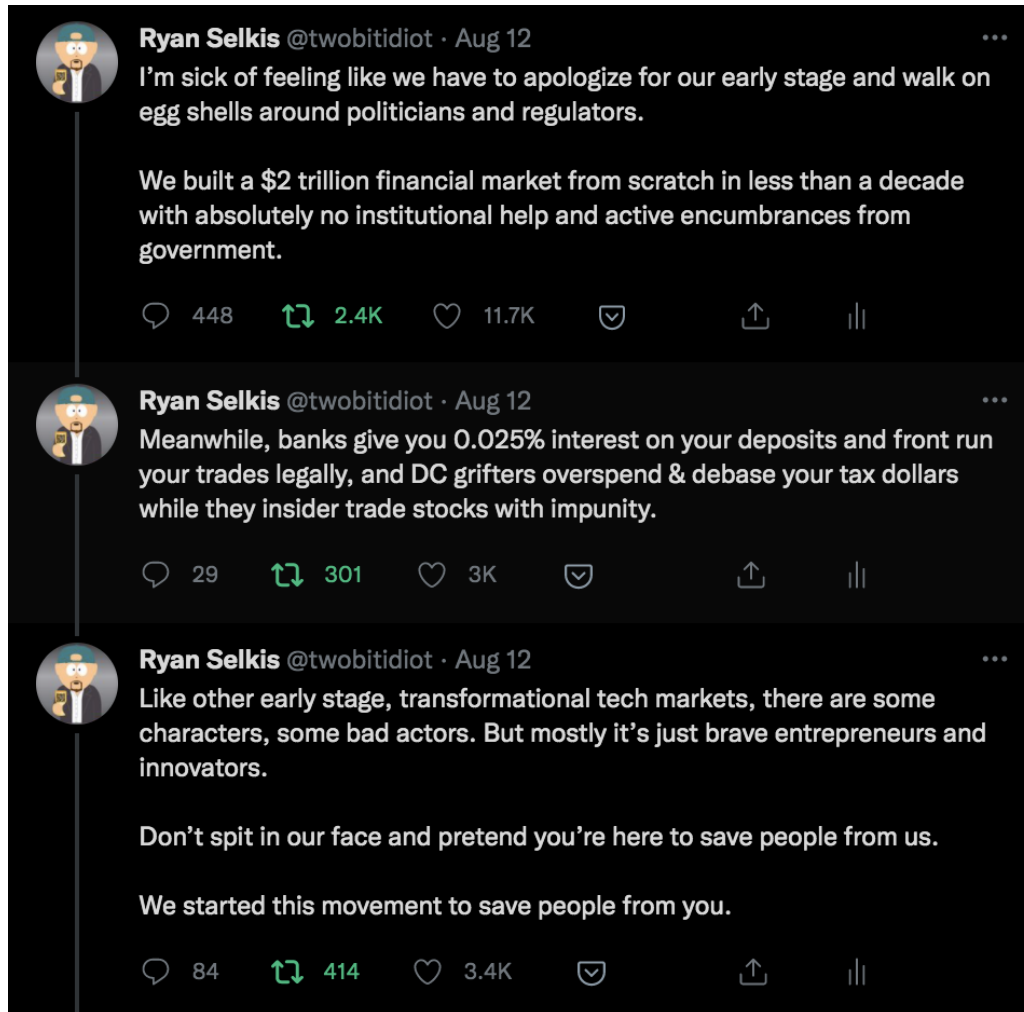 Ryan Selkis @twobitidiot · Aug 12
I’m sick of feeling like we have to apologize for our early stage and walk on
egg shells around politicians and regulators.
We built a $2 trillion financial market from scratch in less than a decade
with absolutely no institutional help and active encumbrances from
government.
448 2.4K 11.7K
Ryan Selkis @twobitidiot · Aug 12
Meanwhile, banks give you 0.025% interest on your deposits and front run
your trades legally, and DC grifters overspend & debase your tax dollars
while they insider trade stocks with impunity.
29 301 3K
Ryan Selkis @twobitidiot · Aug 12
Like other early stage, transformational tech markets, there are some
characters, some bad actors. But mostly it’s just brave entrepreneurs and
innovators.
Don’t spit in our face and pretend you’re here to save people from us.
We started this movement to save people from you.
84 414 3.4K